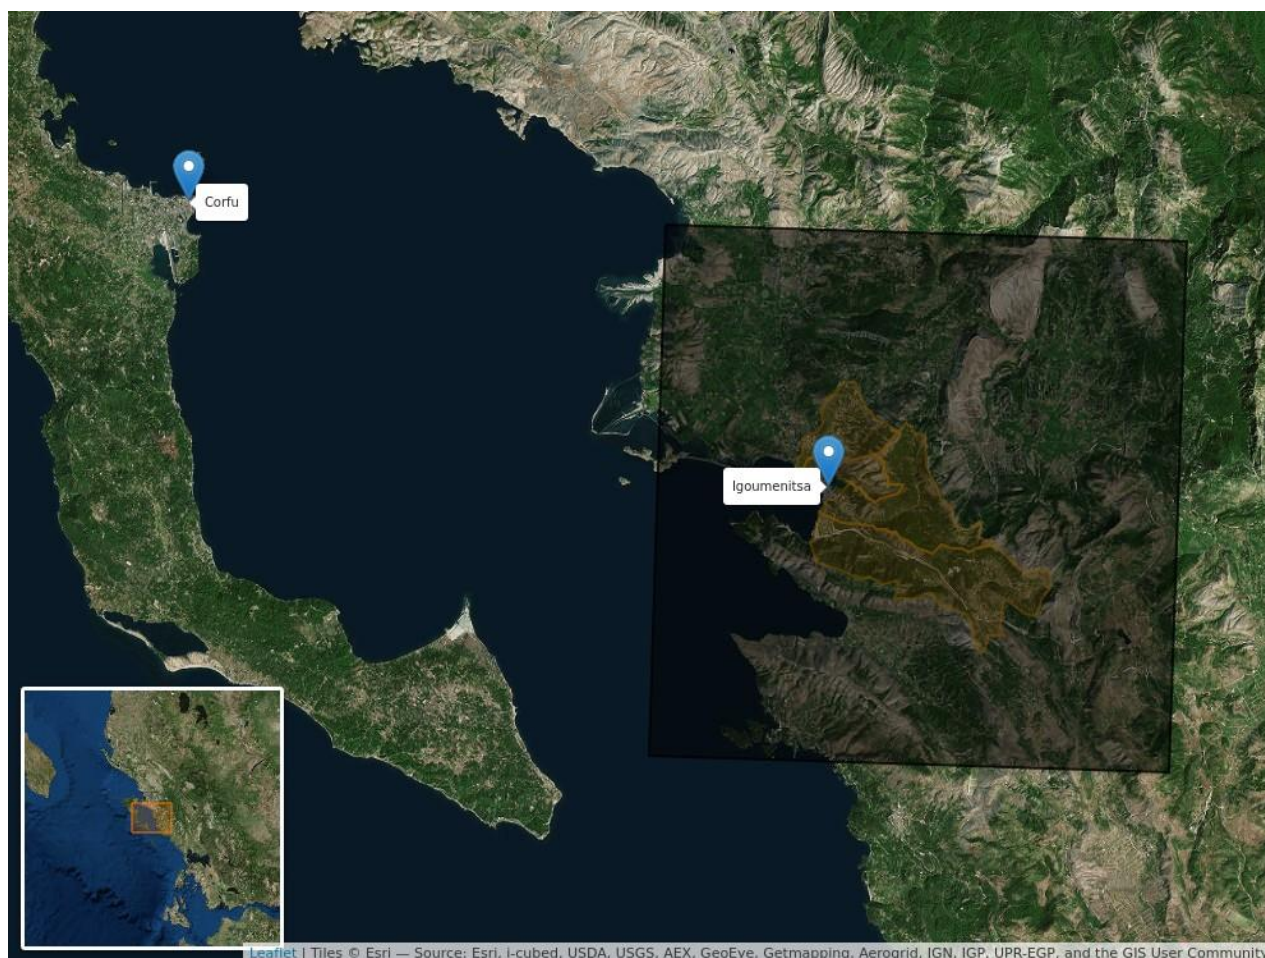 Corfu
Igoumenitsa
Leaflet | Tiles © Esri — Source: Esri, i-cubed, USDA, USGS, AEX, GeoEye, Getmapping, Aerogrid, IGN, IGP, UPR-EGP, and the GIS User Community